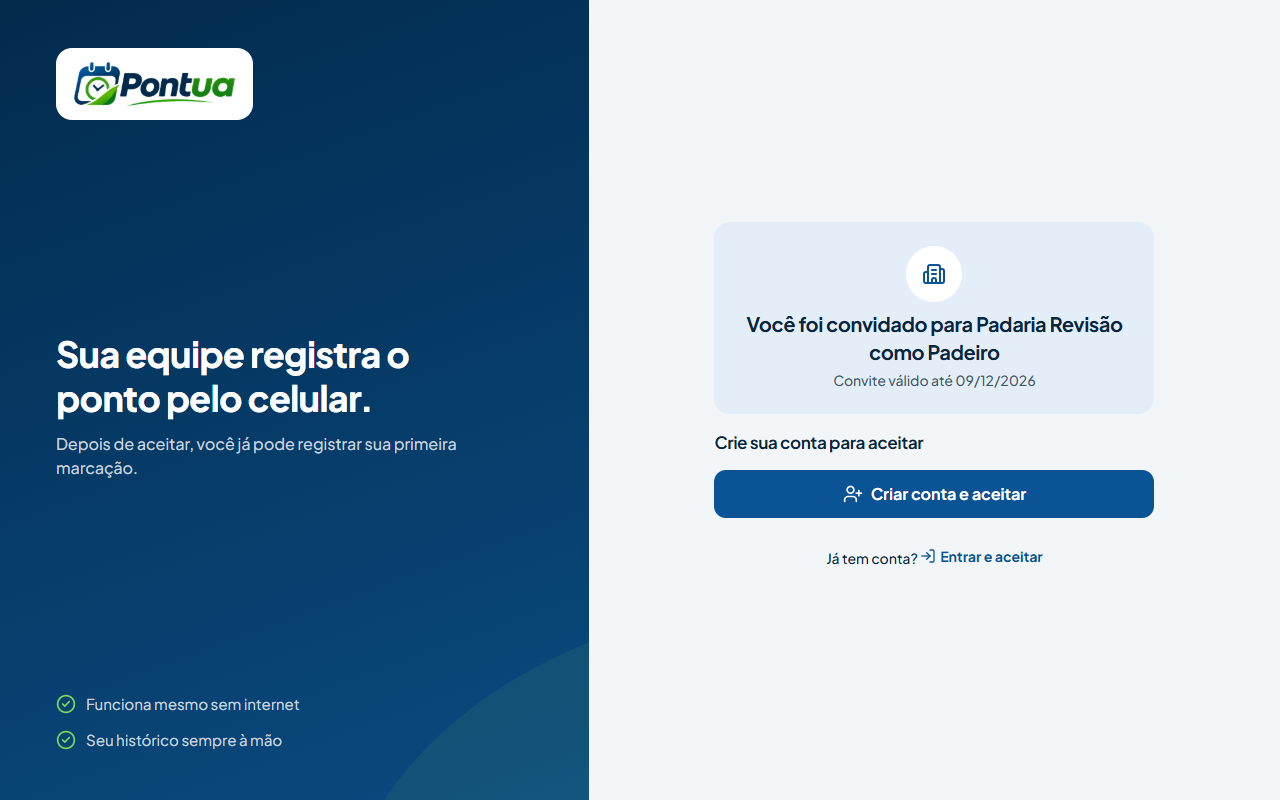 Pontua
Sua equipe registra o
ponto pelo celular.
Depois de aceitar, você já pode registrar sua primeira
marcação.
Funciona mesmo sem internet
Seu histórico sempre à mão
Você foi convidado para Padaria Revisão
como Padeiro
Convite válido até 09/12/2026
Crie sua conta para aceitar
Criar conta e aceitar
Já tem conta? Entrar e aceitar